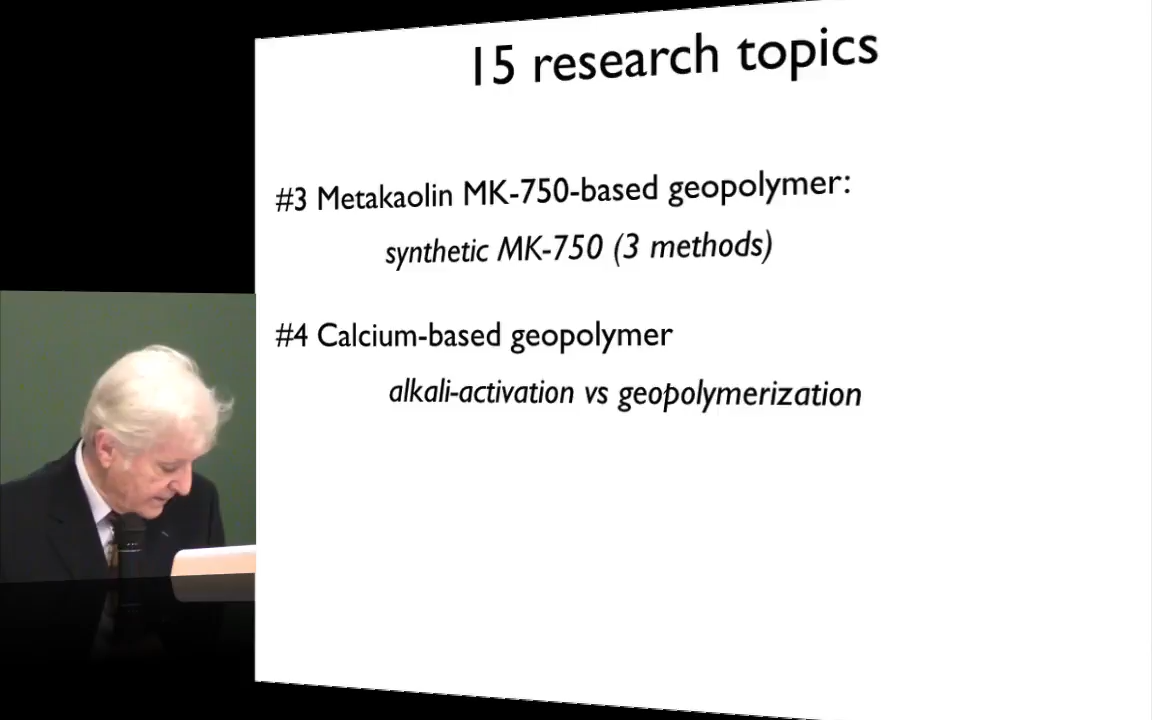 15 research topics
#3 Metakaolin MK-750-based geopolymer:
synthetic MK-750 (3 methods)
#4 Calcium-based geopolymer
alkali-activation vs geopolymerization